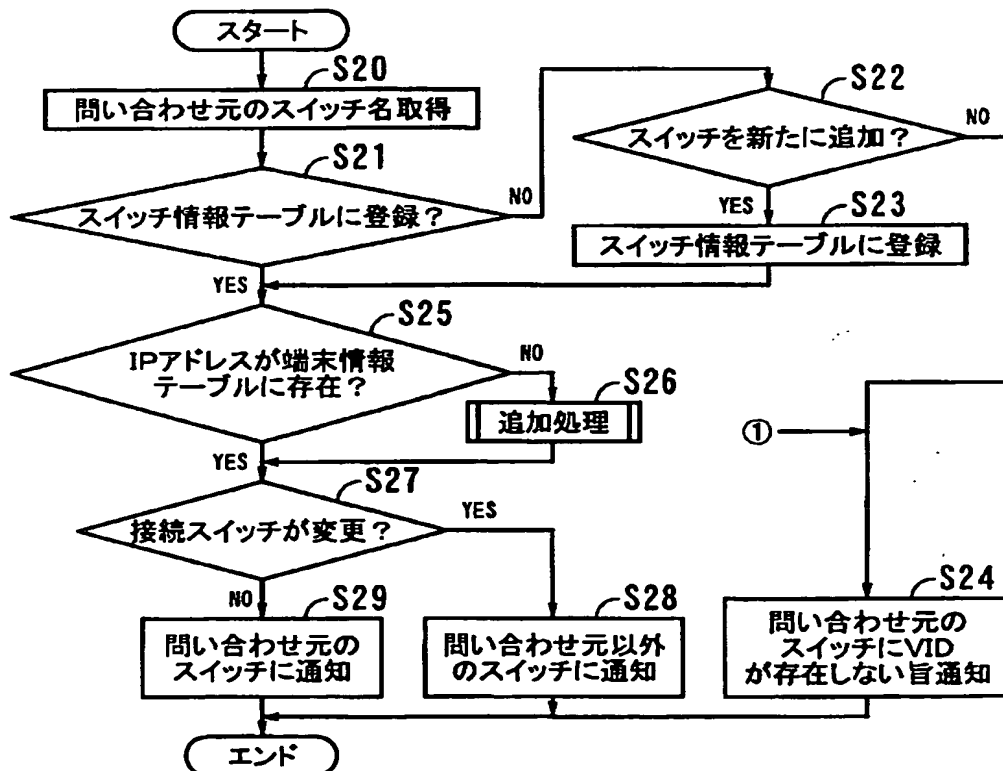 スタート
S20
問い合わせ元のスイッチ名取得
S21
スイッチ情報テーブルに登録？
NO
YES
S22
スイッチを新たに追加？
NO
YES
S23
スイッチ情報テーブルに登録
S25
IPアドレスが端末情報
テーブルに存在？
NO
YES
S26
追加処理
①
S27
接続スイッチが変更？
YES
NO
S29
問い合わせ元の
スイッチに通知
S28
問い合わせ元以外
のスイッチに通知
S24
問い合わせ元の
スイッチにVID
が存在しない旨通知
エンド